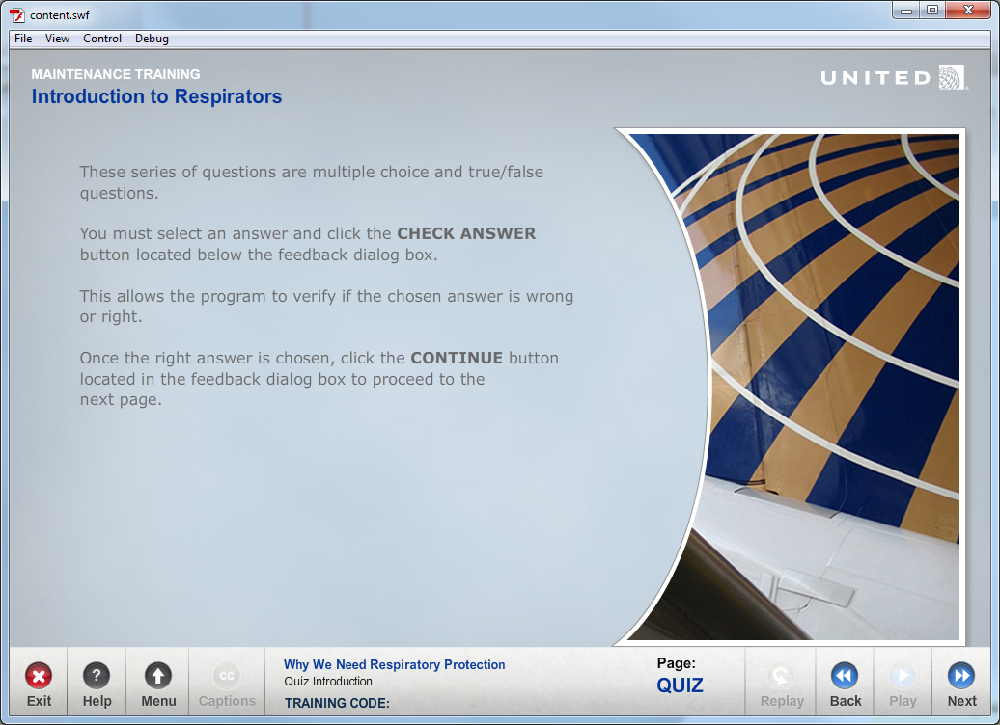 content.swf
File View Control Debug
MAINTENANCE TRAINING
Introduction to Respirators
UNITED
These series of questions are multiple choice and true/false
questions.
You must select an answer and click the CHECK ANSWER
button located below the feedback dialog box.
This allows the program to verify if the chosen answer is wrong
or right.
Once the right answer is chosen, click the CONTINUE button
located in the feedback dialog box to proceed to the
next page.
Exit
?
Help
Menu
cc
Captions
Why We Need Respiratory Protection
Quiz Introduction
TRAINING CODE:
Page:
QUIZ
Replay
Back
Play
Next